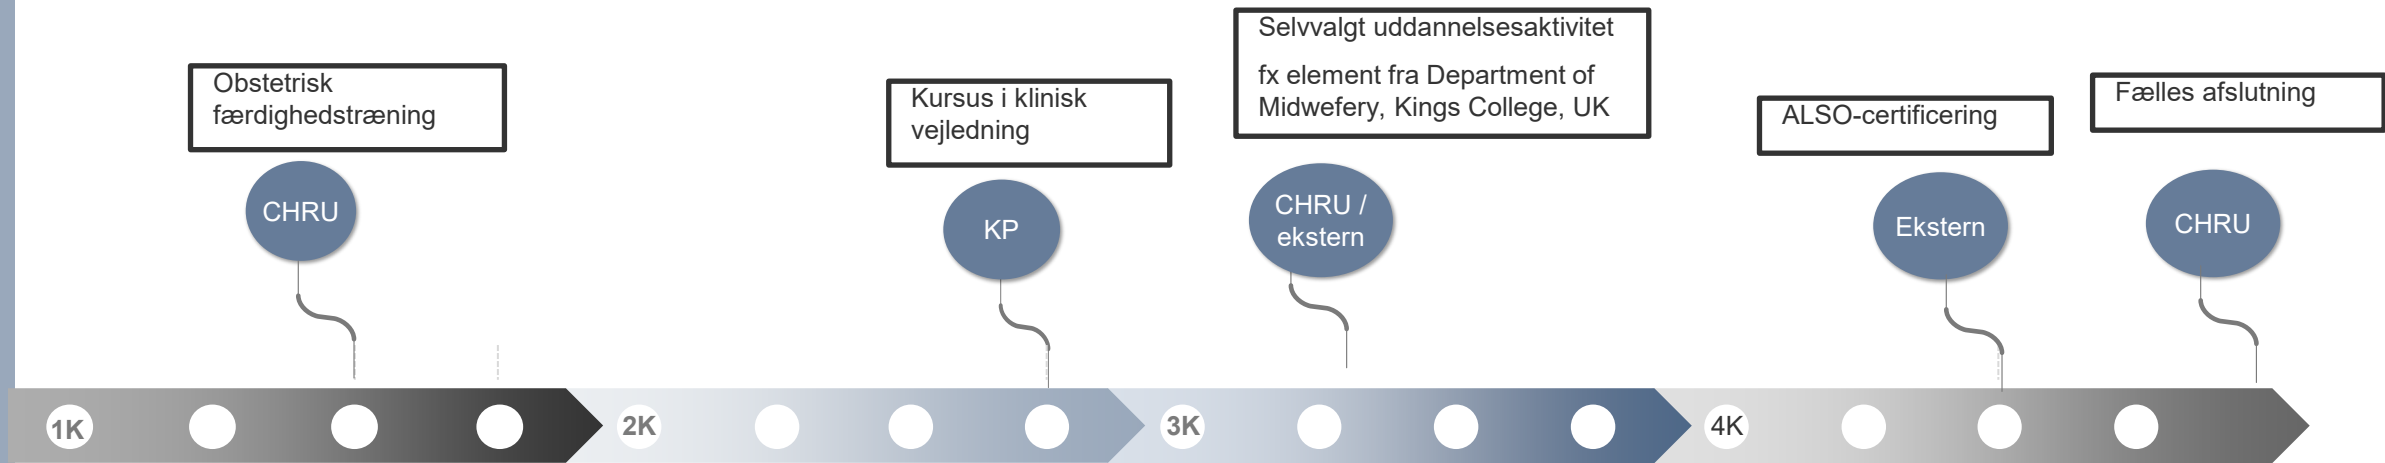 Obstetrisk
færdighedstræning
CHRU
Kursus i klinisk
vejledning
KP
Selvvalgt uddannelsesaktivitet
fx element fra Department of
Midwefery, Kings College, UK
CHRU /
ekstern
ALSO-certificering
Ekstern
Fælles afslutning
CHRU
1K
2K
3K
4K